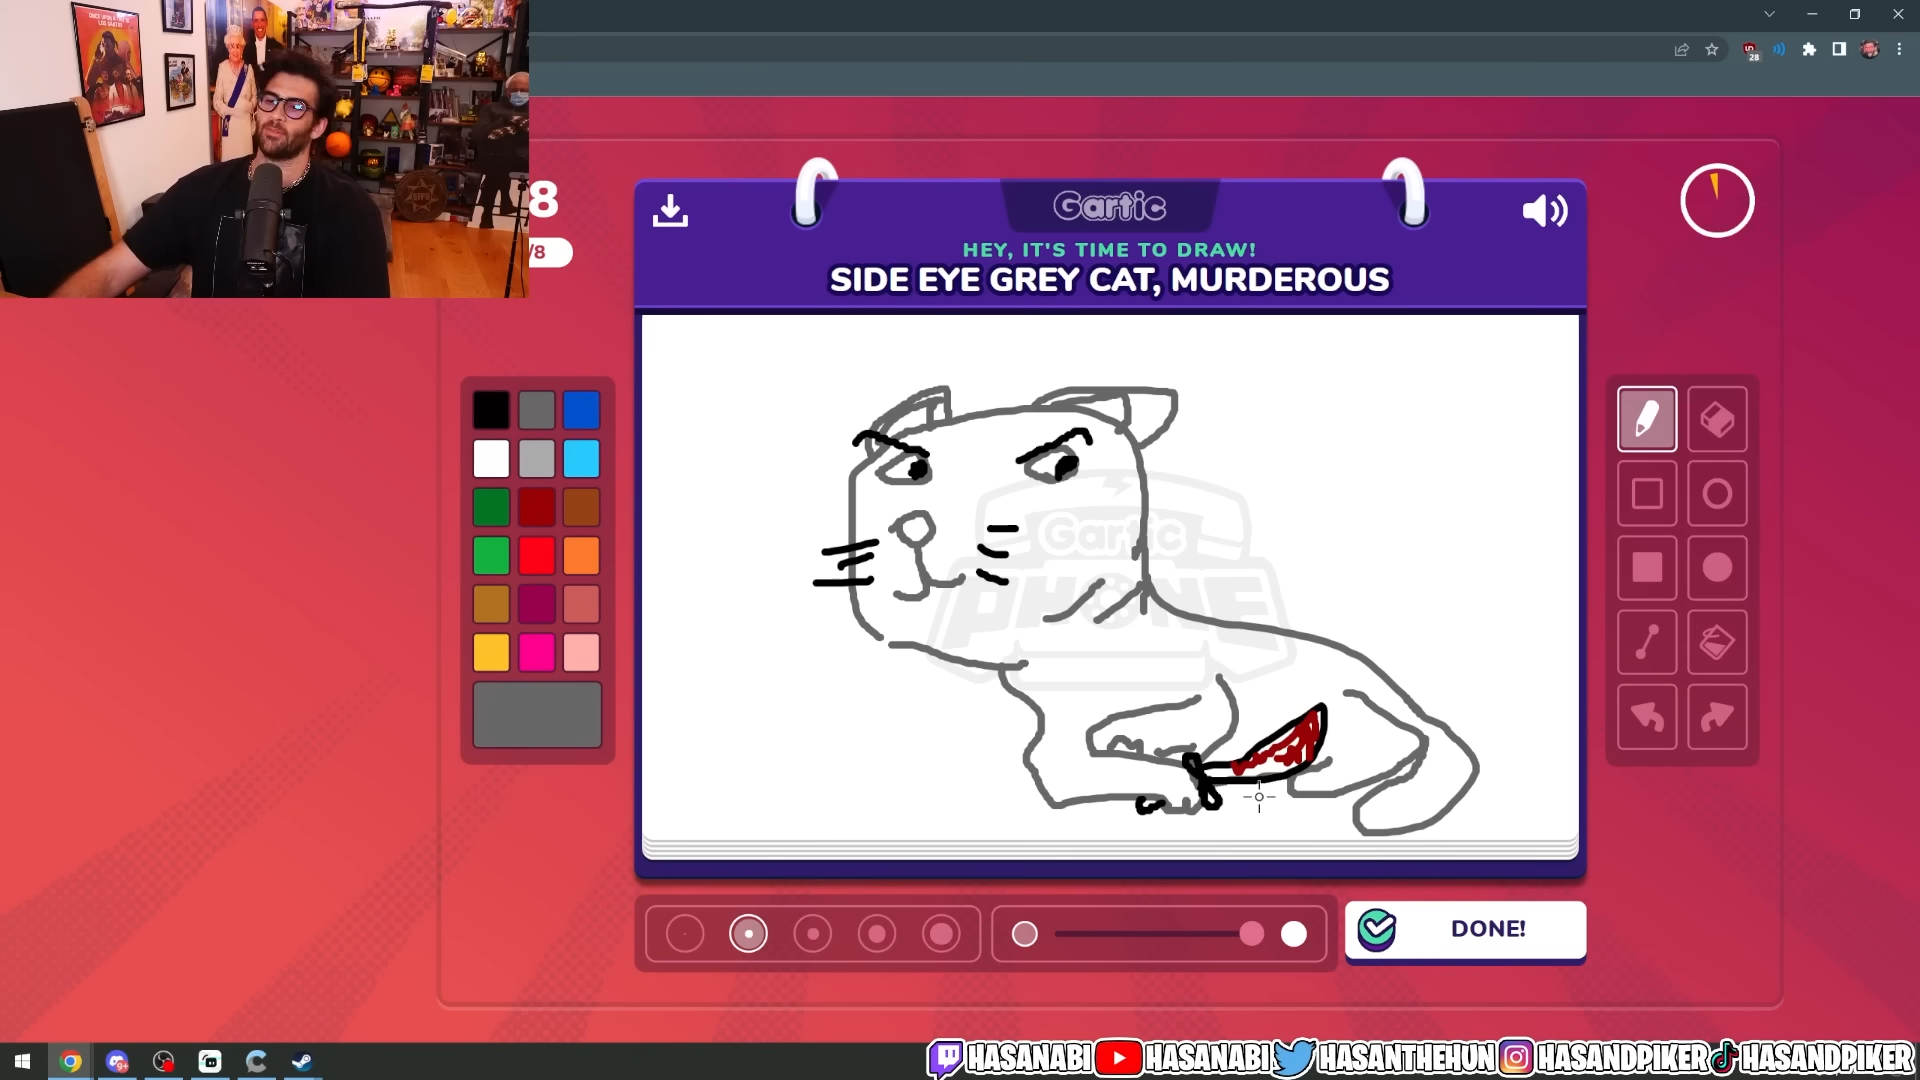 28
8
/8
Gartic
HEY, IT'S TIME TO DRAW!
SIDE EYE GREY CAT, MURDEROUS
Gartic
PHONE
DONE!
HASANABI HASANABI HASANTHEHUN HASANDPIKER HASANDPIKER